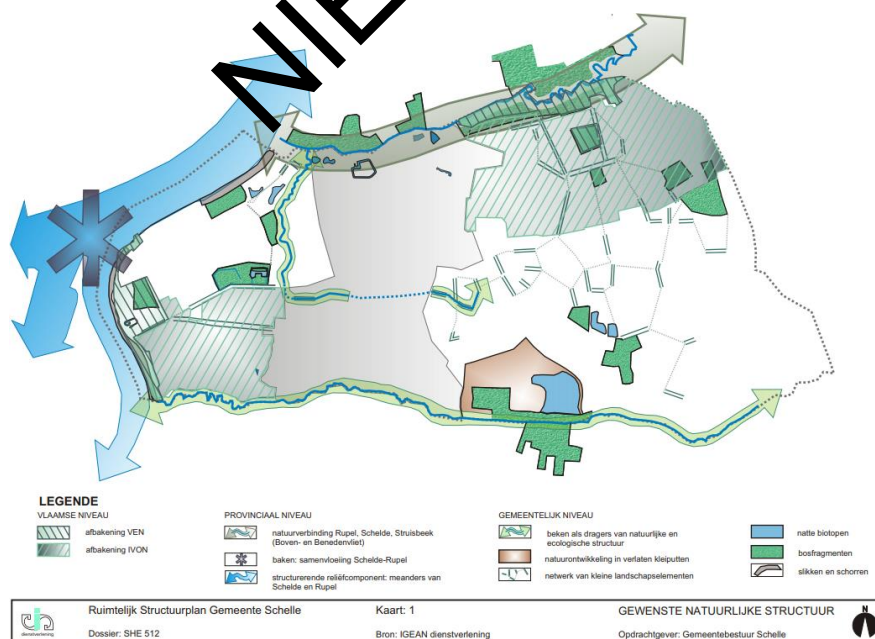 NIE
LEGENDE
VLAAMSE NIVEAU
afbakening VEN
afbakening IVON
PROVINCIAAL NIVEAU
natuurverbinding Rupel, Schelde, Struisbeek
(Boven- en Benedenvliet)
baken: samenvloeiing Schelde-Rupel
structurerende reliëfcomponent: meanders van
Schelde en Rupel
GEMEENTELIJK NIVEAU
beken als dragers van natuurlijke en
ecologische structuur
natuurontwikkeling in verlaten kleiputten
netwerk van kleine landschapselementen
natte biotopen
bosfragmenten
slikken en schorren
dienstverlening
Ruimtelijk Structuurplan Gemeente Schelle
Dossier: SHE 512
Kaart: 1
Bron: IGEAN dienstverlening
GEWENSTE NATUURLIJKE STRUCTUUR
Opdrachtgever: Gemeentebestuur Schelle
N